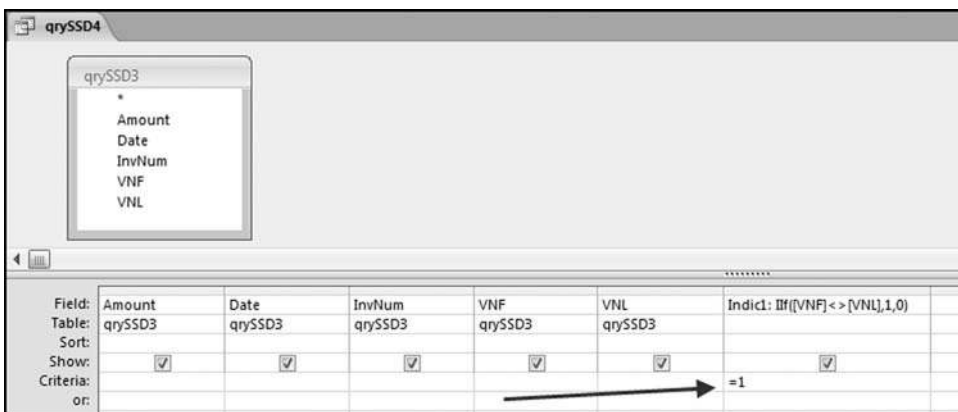 qrySSD4
qrySSD3
*
Amount
Date
InvNum
VNF
VNL
Field: Amount Date InvNum VNF VNL Indic1: IIf([VNF]<>[VNL],1,0)
Table: qrySSD3 qrySSD3 qrySSD3 qrySSD3 qrySSD3
Sort:
Show:
Criteria: =1
or: